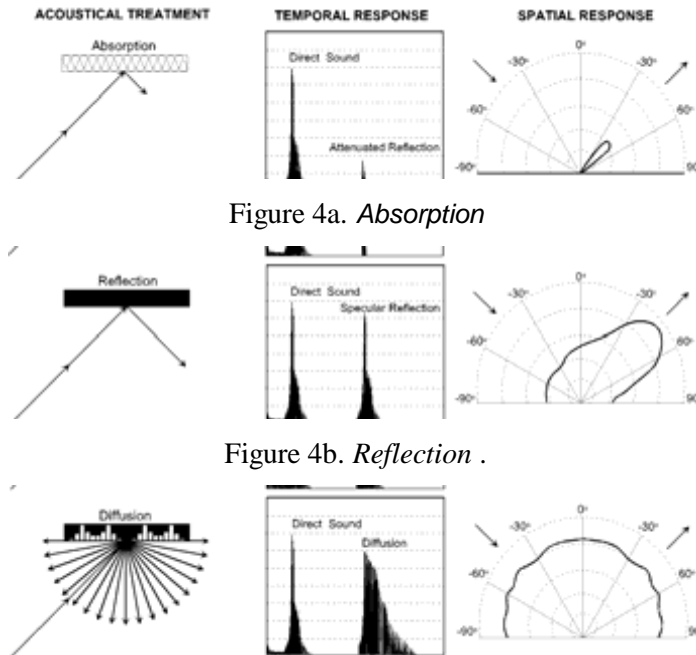 ACOUSTICAL TREATMENT TEMPORAL RESPONSE SPATIAL RESPONSE
Absorption
Direct Sound
Attenuated Reflection
0°
-30° -30°
-60° 60°
-90° 90
Figure 4a. Absorption
Reflection
Direct Sound
Specular Reflection
0°
-30° -30°
-60° 60°
-90° 90
Figure 4b. Reflection .
Diffusion
Direct Sound
Diffusion
0°
-30° -30°
-60° 60°
-90° 90